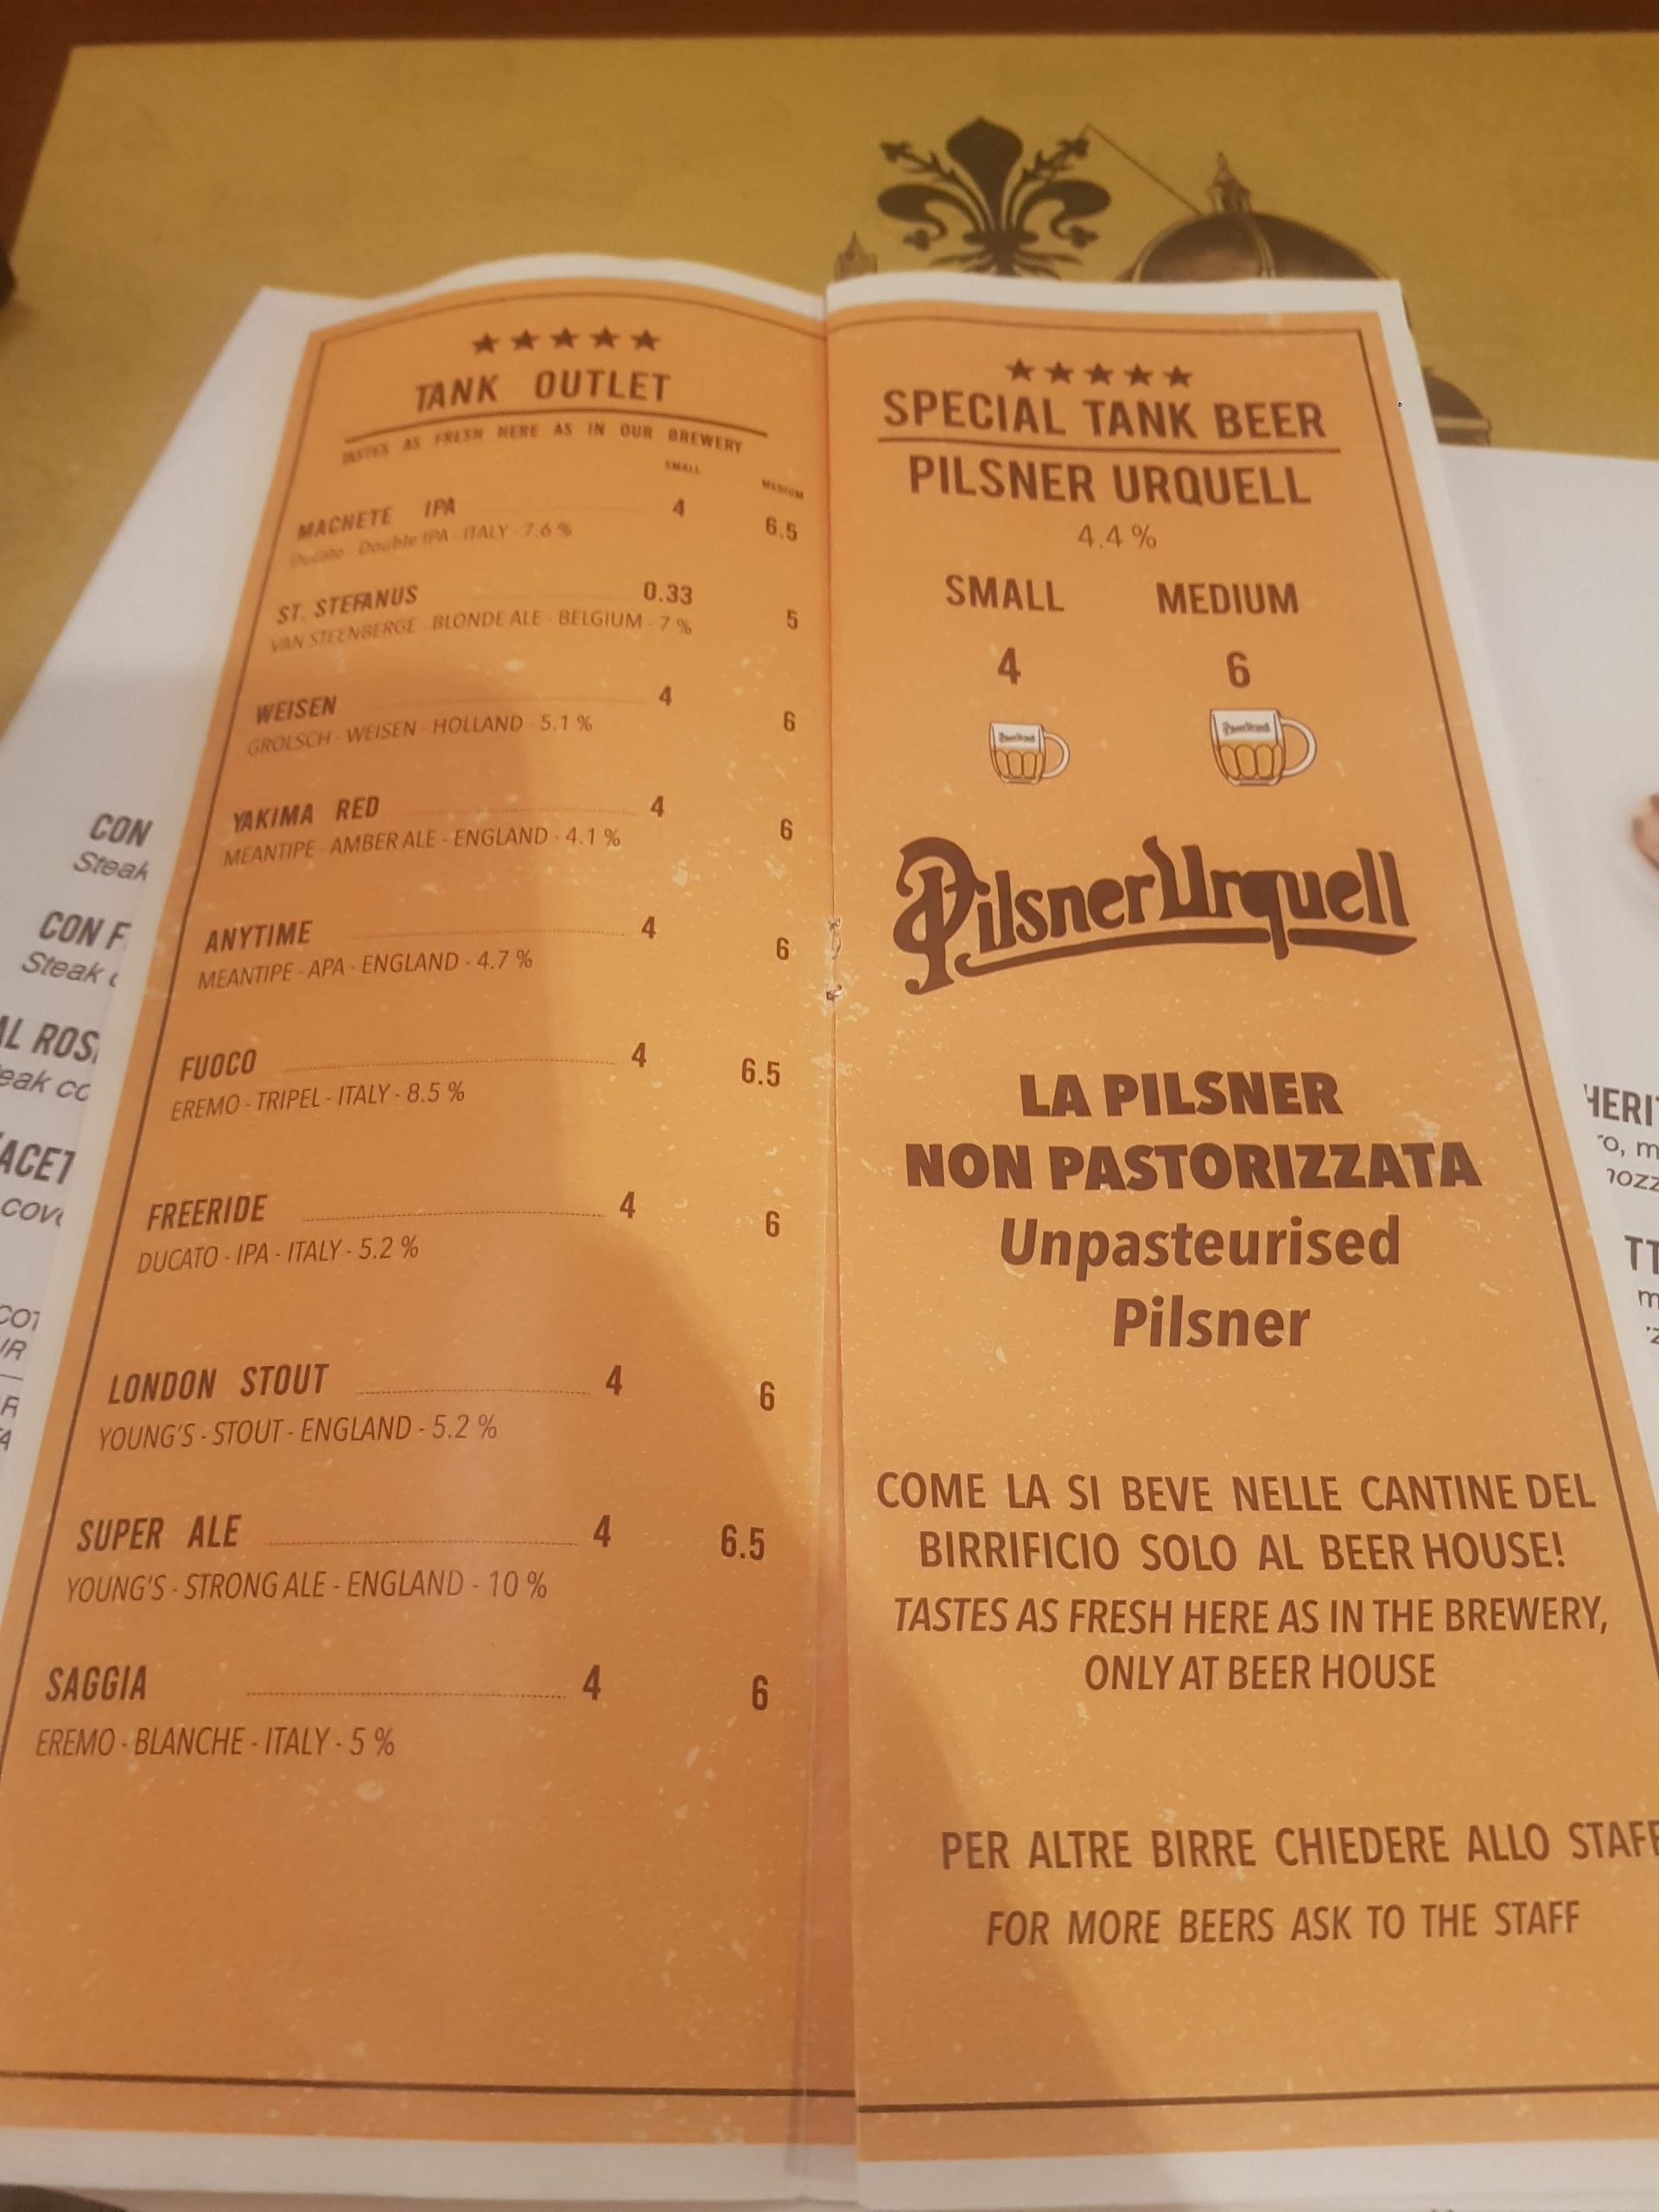 TANK OUTLET
TASTES AS FRESH HERE AS IN OUR BREWERY
SMALL MEDIUM
MACHETE IPA 4 6.5
Ducato - Double IPA - ITALY - 7.6 %
ST. STEFANUS 0.33 5
VAN STEENBERGE - BLONDE ALE - BELGIUM - 7 %
WEISEN 4 6
GROLSCH - WEISEN - HOLLAND - 5.1 %
YAKIMA RED 4 6
MEANTIPE - AMBER ALE - ENGLAND - 4.1 %
ANYTIME 4 6
MEANTIPE - APA - ENGLAND - 4.7 %
FUOCO 4 6.5
EREMO - TRIPEL - ITALY - 8.5 %
FREERIDE 4 6
DUCATO - IPA - ITALY - 5.2 %
LONDON STOUT 4 6
YOUNG'S - STOUT - ENGLAND - 5.2 %
SUPER ALE 4 6.5
YOUNG'S - STRONG ALE - ENGLAND - 10 %
SAGGIA 4 6
EREMO - BLANCHE - ITALY - 5 %
SPECIAL TANK BEER
PILSNER URQUELL
4.4 %
SMALL MEDIUM
4 6
Pilsner Urquell
LA PILSNER
NON PASTORIZZATA
Unpasteurised
Pilsner
COME LA SI BEVE NELLE CANTINE DEL
BIRRIFICIO SOLO AL BEER HOUSE!
TASTES AS FRESH HERE AS IN THE BREWERY,
ONLY AT BEER HOUSE
PER ALTRE BIRRE CHIEDERE ALLO STAFF
FOR MORE BEERS ASK TO THE STAFF
CON
Steak
CON F
Steak